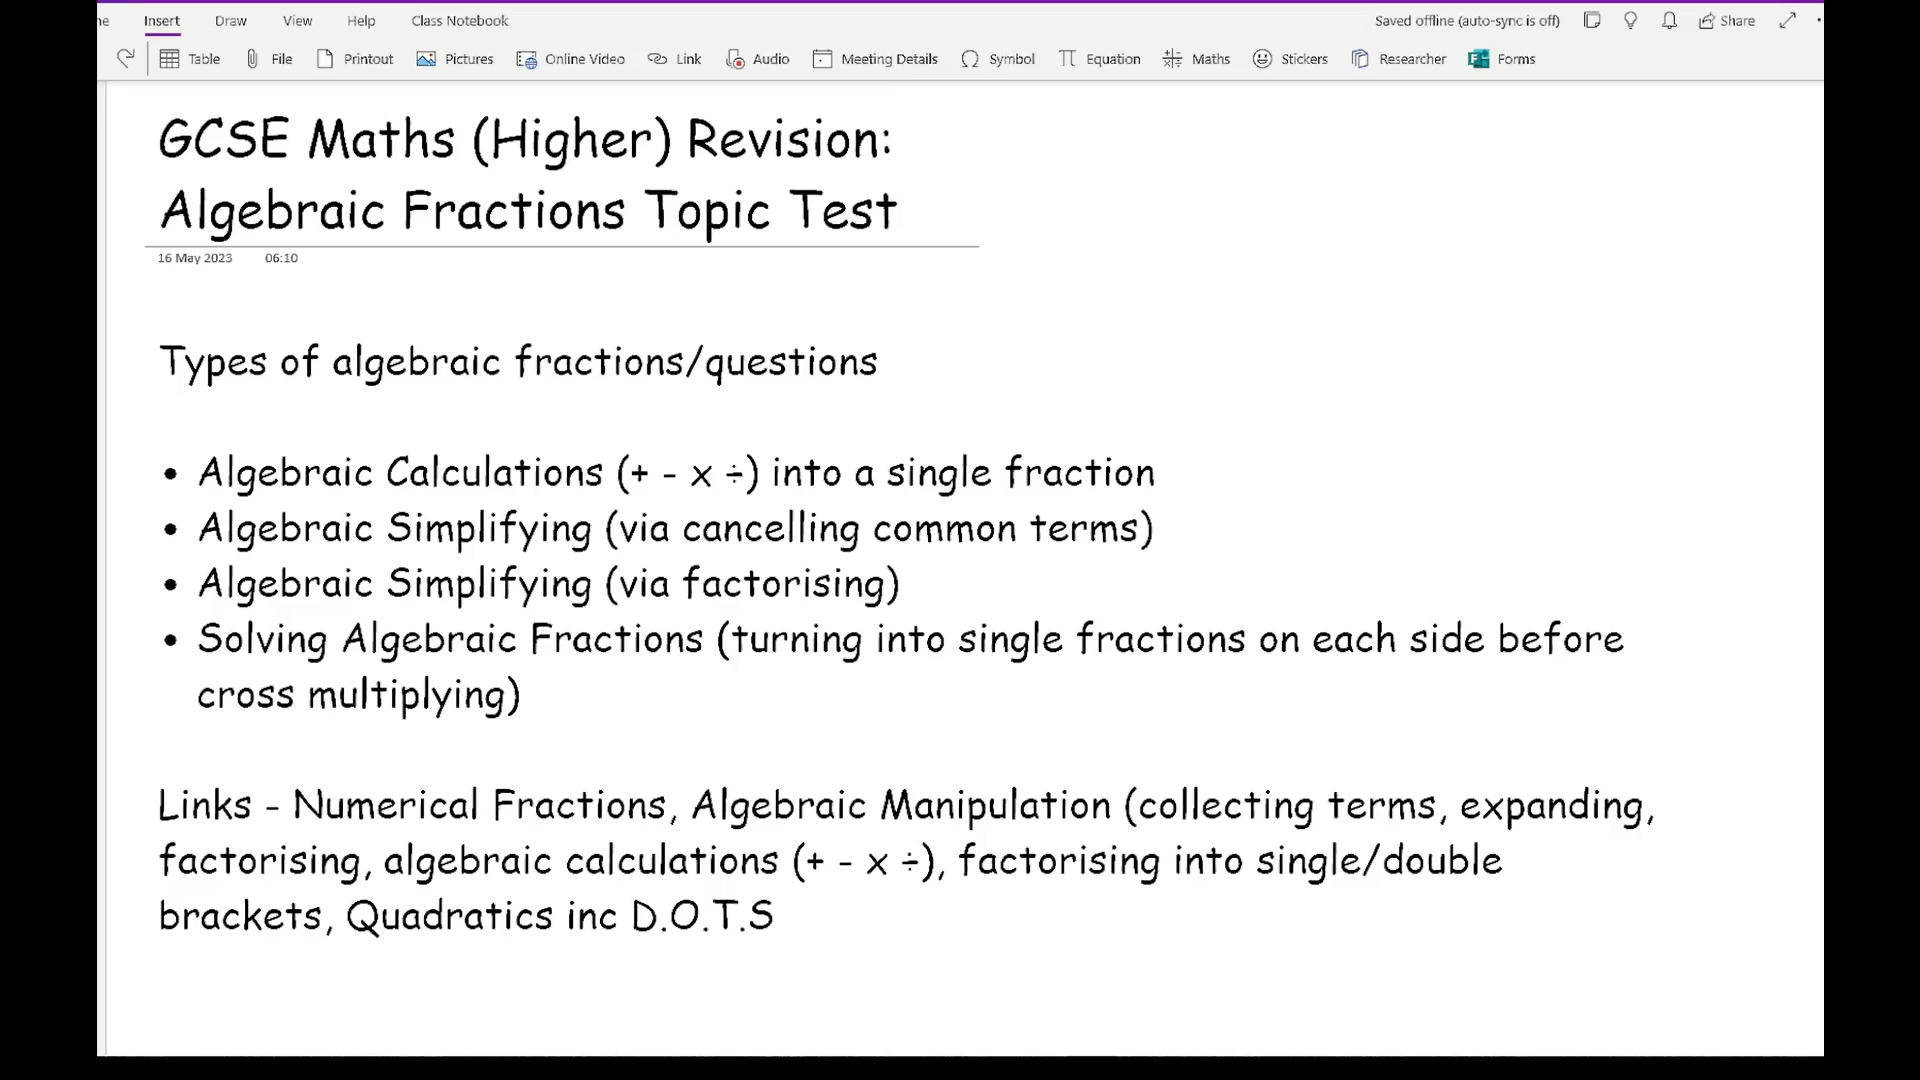 Insert Draw View Help Class Notebook Saved offline (auto-sync is off) Share
Table File Printout Pictures Online Video Link Audio Meeting Details Symbol Equation Maths Stickers Researcher Forms
GCSE Maths (Higher) Revision:
Algebraic Fractions Topic Test
16 May 2023 06:10
Types of algebraic fractions/questions
• Algebraic Calculations (+ - x ÷) into a single fraction
• Algebraic Simplifying (via cancelling common terms)
• Algebraic Simplifying (via factorising)
• Solving Algebraic Fractions (turning into single fractions on each side before
cross multiplying)
Links - Numerical Fractions, Algebraic Manipulation (collecting terms, expanding,
factorising, algebraic calculations (+ - x ÷), factorising into single/double
brackets, Quadratics inc D.O.T.S